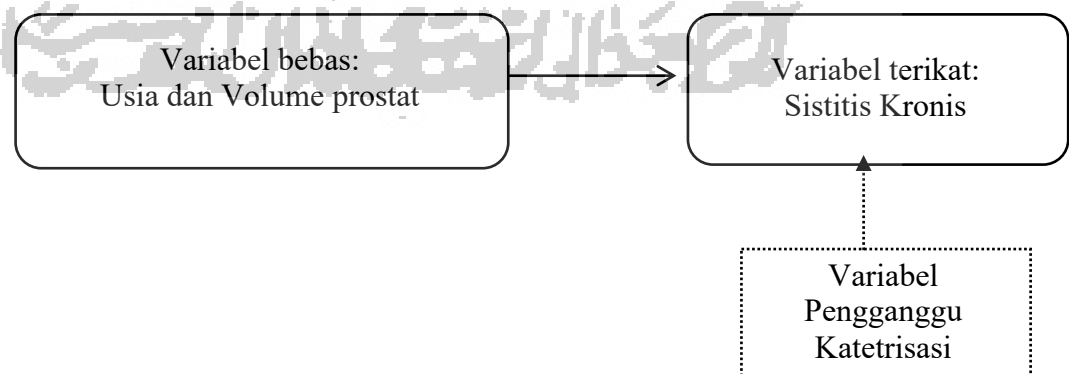 Variabel bebas:
Usia dan Volume prostat
Variabel terikat:
Sistitis Kronis
Variabel
Pengganggu
Katetrisasi